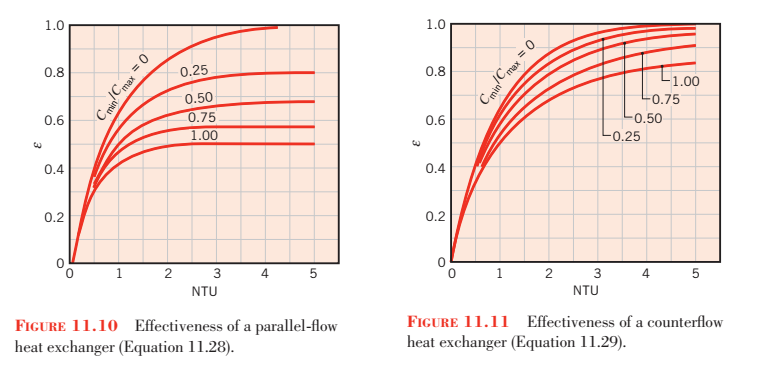 1.0
0.8
0.6
0.4
0.2
0
ε
Cmin/Cmax = 0
0.25
0.50
0.75
1.00
0 1 2 3 4 5
NTU
FIGURE 11.10 Effectiveness of a parallel-flow
heat exchanger (Equation 11.28).
1.0
0.8
0.6
0.4
0.2
0
ε
Cmin/Cmax = 0
1.00
0.75
0.50
0.25
0 1 2 3 4 5
NTU
FIGURE 11.11 Effectiveness of a counterflow
heat exchanger (Equation 11.29).